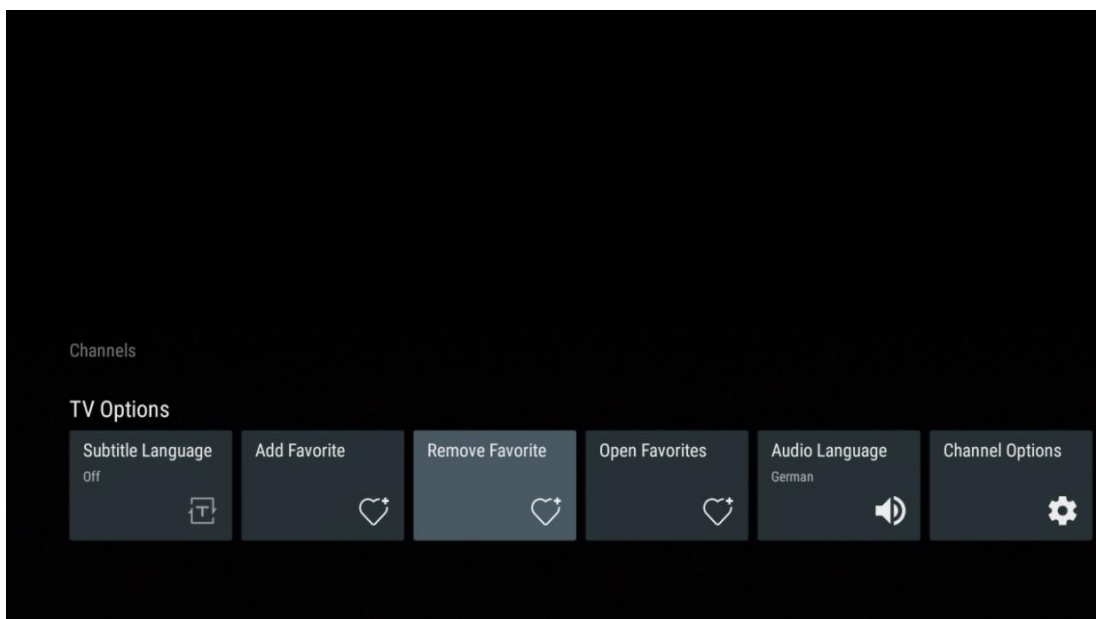 Channels
TV Options
Subtitle Language
Off
Add Favorite
Remove Favorite
Open Favorites
Audio Language
German
Channel Options